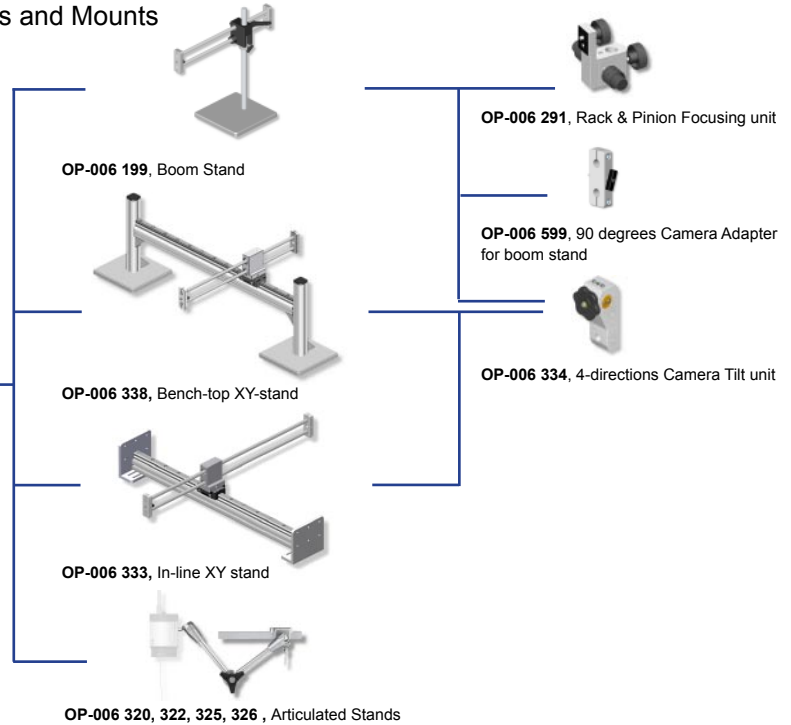 s and Mounts
OP-006 199, Boom Stand
OP-006 338, Bench-top XY-stand
OP-006 333, In-line XY stand
OP-006 320, 322, 325, 326 , Articulated Stands
OP-006 291, Rack & Pinion Focusing unit
OP-006 599, 90 degrees Camera Adapter
for boom stand
OP-006 334, 4-directions Camera Tilt unit